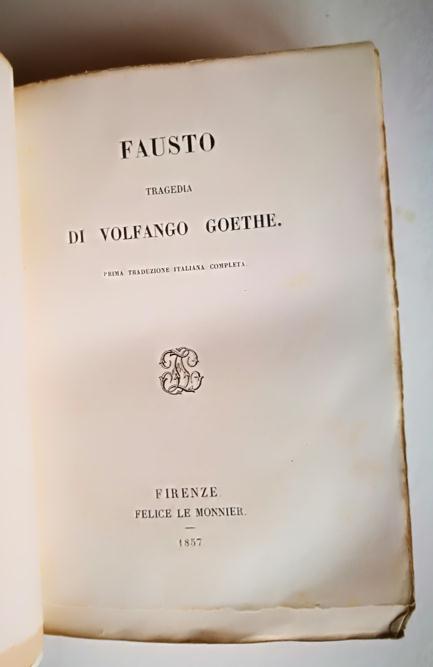 FAUSTO
TRAGEDIA
DI VOLFANGO GOETHE.
PRIMA TRADUZIONE ITALIANA COMPLETA.
FIRENZE.
FELICE LE MONNIER.
1857